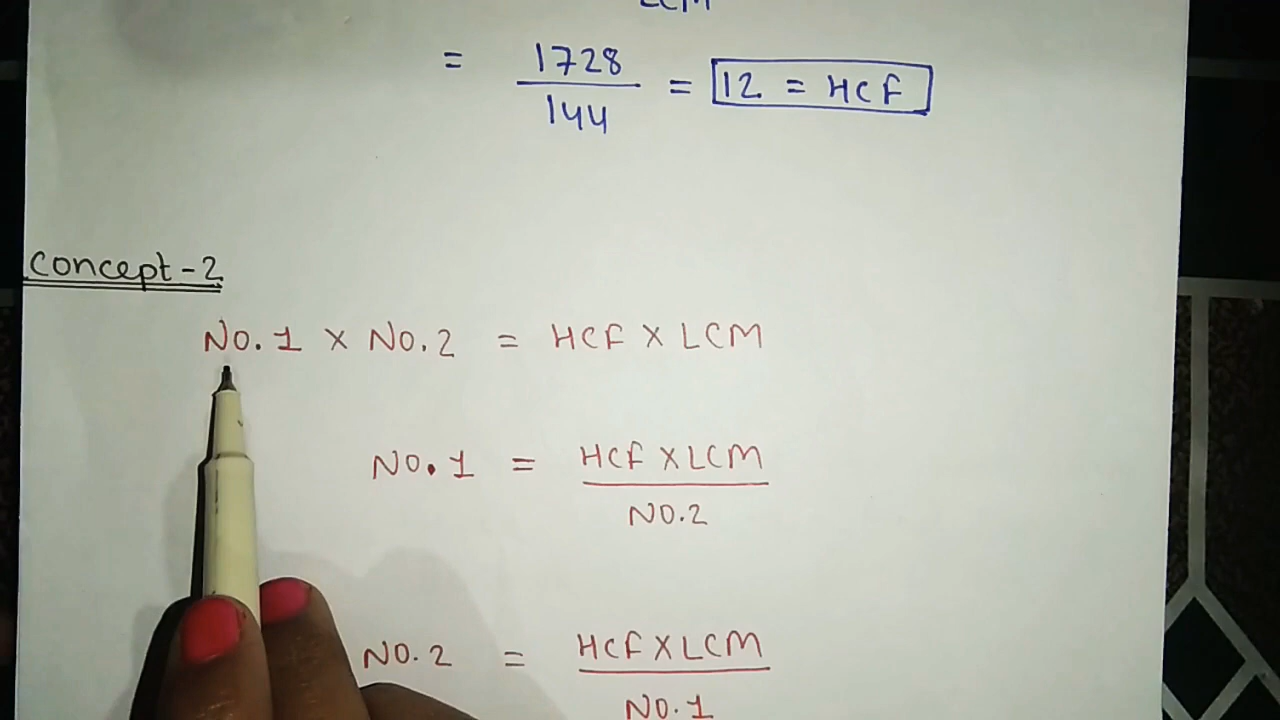 LCM
= 1728 / 144 = 12 = HCF
Concept-2
No.1 X No.2 = HCF X LCM
No.1 = HCF X LCM / No.2
No.2 = HCF X LCM / No.1